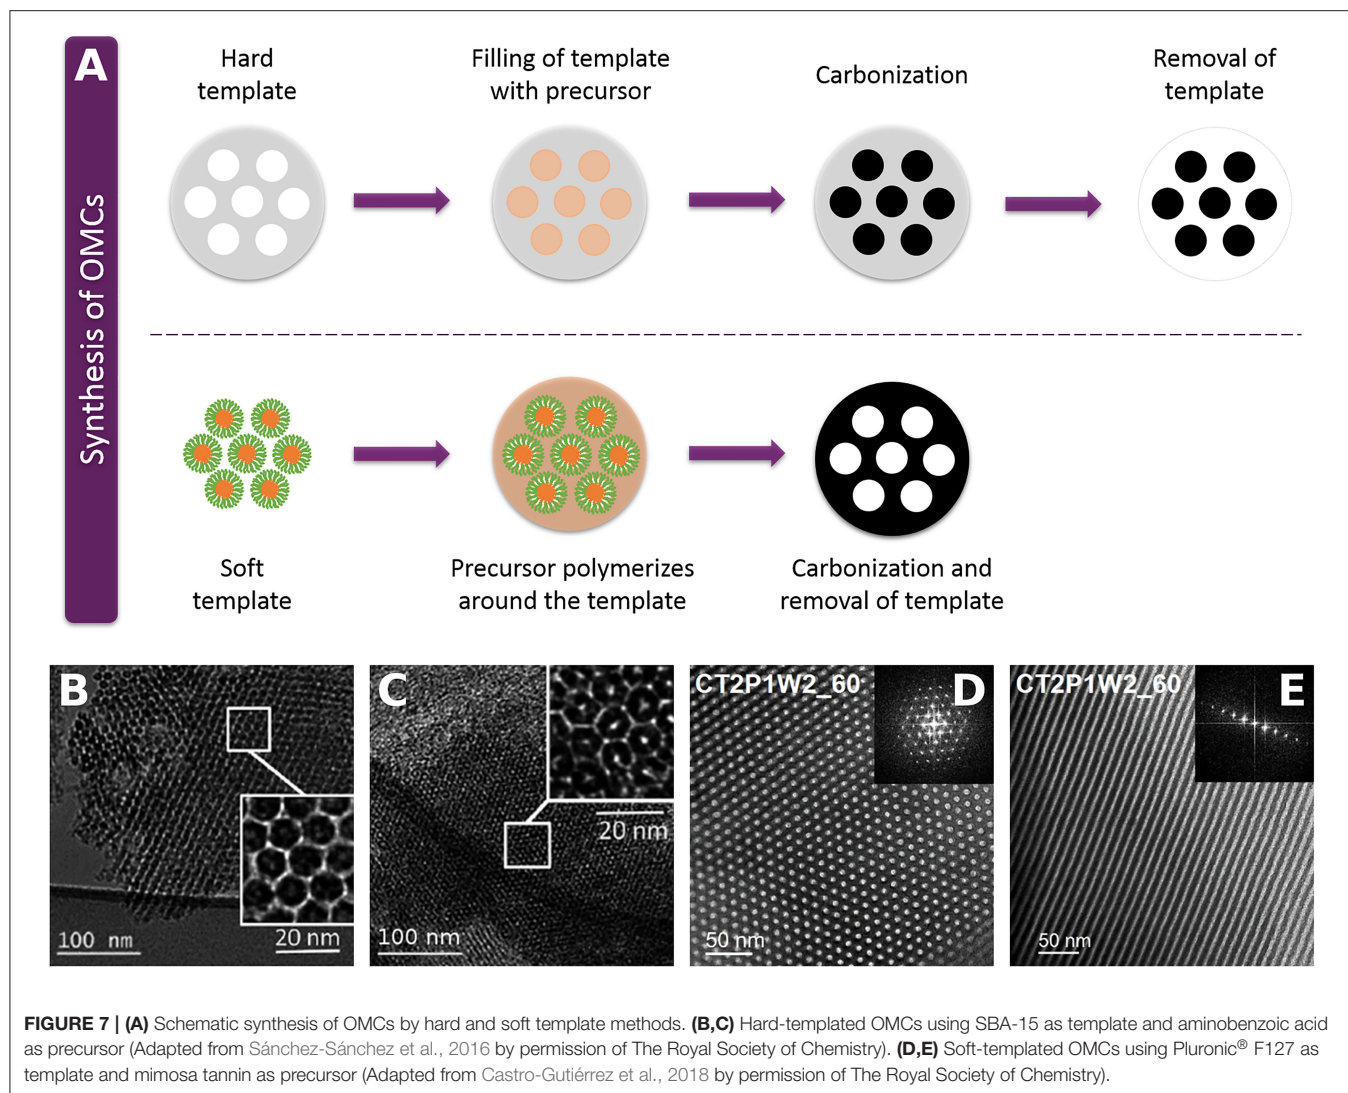 A
Synthesis of OMCs
Hard
template
Filling of template
with precursor
Carbonization
Removal of
template
Soft
template
Precursor polymerizes
around the template
Carbonization and
removal of template
B
100 nm
20 nm
C
20 nm
100 nm
CT2P1W2_60
D
50 nm
CT2P1W2_60
E
50 nm
FIGURE 7 | (A) Schematic synthesis of OMCs by hard and soft template methods. (B,C) Hard-templated OMCs using SBA-15 as template and aminobenzoic acid
as precursor (Adapted from Sánchez-Sánchez et al., 2016 by permission of The Royal Society of Chemistry). (D,E) Soft-templated OMCs using Pluronic® F127 as
template and mimosa tannin as precursor (Adapted from Castro-Gutiérrez et al., 2018 by permission of The Royal Society of Chemistry).